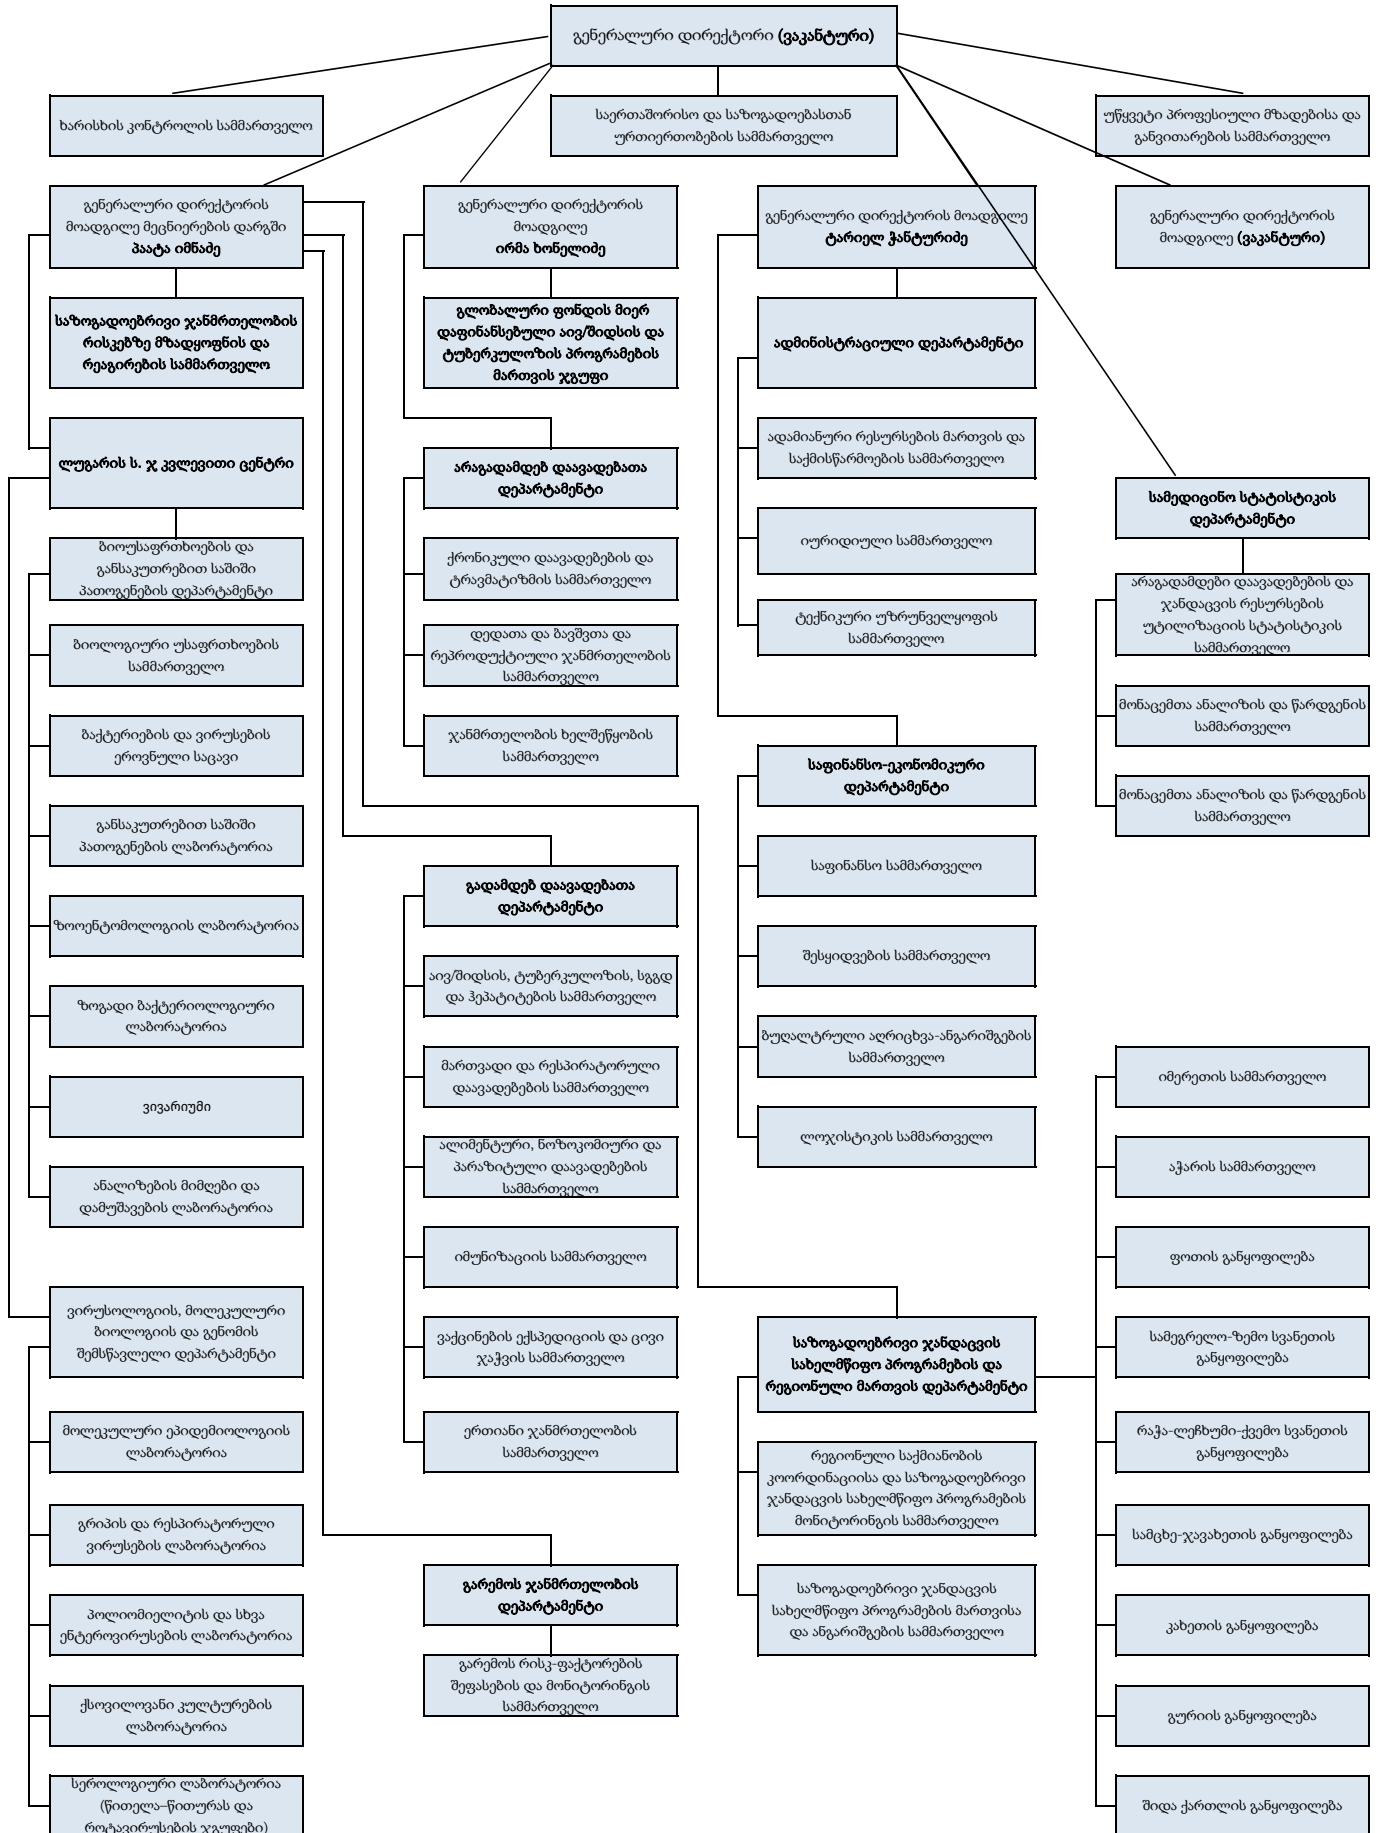 გენერალური დირექტორი (ვაკანტური)
ხარისხის კონტროლის სამმართველო
საერთაშორისო და საზოგადოებასთან
ურთიერთობების სამმართველო
უწყვეტი პროფესიული მზადებისა და
განვითარების სამმართველო
გენერალური დირექტორის
მოადგილე მეცნიერების დარგში
პაატა იმნაძე
გენერალური დირექტორის
მოადგილე
ირმა ხონელიძე
გენერალური დირექტორის მოადგილე
ტარიელ ჭანტურიძე
გენერალური დირექტორის
მოადგილე (ვაკანტური)
საზოგადოებრივი ჯანმრთელობის
რისკებზე მზადყოფნის და
რეაგირების სამმართველო
გლობალური ფონდის მიერ
დაფინანსებული აივ/შიდსის და
ტუბერკულოზის პროგრამების
მართვის ჯგუფი
ადმინისტრაციული დეპარტამენტი
ლუგარის ს. ჯ კვლევითი ცენტრი
ბიოუსაფრთხოების და
განსაკუთრებით საშიში
პათოგენების დეპარტამენტი
ბიოლოგიური უსაფრთხოების
სამმართველო
ბაქტერიების და ვირუსების
ეროვნული საცავი
განსაკუთრებით საშიში
პათოგენების ლაბორატორია
ზოოენტომოლოგიის ლაბორატორია
ზოგადი ბაქტერიოლოგიური
ლაბორატორია
ვივარიუმი
ანალიზების მიმღები და
დამუშავების ლაბორატორია
ვირუსოლოგიის, მოლეკულური
ბიოლოგიის და გენომის
შემსწავლელი დეპარტამენტი
მოლეკულური ეპიდემიოლოგიის
ლაბორატორია
გრიპის და რესპირატორული
ვირუსების ლაბორატორია
პოლიომიელიტის და სხვა
ენტეროვირუსების ლაბორატორია
ქსოვილოვანი კულტურების
ლაბორატორია
სეროლოგიური ლაბორატორია
(წითელა–წითურას და
როტავირუსების ჯგუფები)
არაგადამდებ დაავადებათა
დეპარტამენტი
ქრონიკული დაავადებების და
ტრავმატიზმის სამმართველო
დედათა და ბავშვთა და
რეპროდუქტიული ჯანმრთელობის
სამმართველო
ჯანმრთელობის ხელშეწყობის
სამმართველო
გადამდებ დაავადებათა
დეპარტამენტი
აივ/შიდსის, ტუბერკულოზის, სგგდ
და ჰეპატიტების სამმართველო
მართვადი და რესპირატორული
დაავადებების სამმართველო
ალიმენტური, ნოზოკომიური და
პარაზიტული დაავადებების
სამმართველო
იმუნიზაციის სამმართველო
ვაქცინების ექსპედიციის და ცივი
ჯაჭვის სამმართველო
ერთიანი ჯანმრთელობის
სამმართველო
გარემოს ჯანმრთელობის
დეპარტამენტი
გარემოს რისკ-ფაქტორების
შეფასების და მონიტორინგის
სამმართველო
ადამიანური რესურსების მართვის და
საქმისწარმოების სამმართველო
იურიდიული სამმართველო
ტექნიკური უზრუნველყოფის
სამმართველო
საფინანსო-ეკონომიკური
დეპარტამენტი
საფინანსო სამმართველო
შესყიდვების სამმართველო
ბუღალტრული აღრიცხვა-ანგარიშგების
სამმართველო
ლოჯისტიკის სამმართველო
საზოგადოებრივი ჯანდაცვის
სახელმწიფო პროგრამების და
რეგიონული მართვის დეპარტამენტი
რეგიონული საქმიანობის
კოორდინაციისა და საზოგადოებრივი
ჯანდაცვის სახელმწიფო პროგრამების
მონიტორინგის სამმართველო
საზოგადოებრივი ჯანდაცვის
სახელმწიფო პროგრამების მართვისა
და ანგარიშგების სამმართველო
სამედიცინო სტატისტიკის
დეპარტამენტი
არაგადამდები დაავადებების და
ჯანდაცვის რესურსების
უტილიზაციის სტატისტიკის
სამმართველო
მონაცემთა ანალიზის და წარდგენის
სამმართველო
მონაცემთა ანალიზის და წარდგენის
სამმართველო
იმერეთის სამმართველო
აჭარის სამმართველო
ფოთის განყოფილება
სამეგრელო-ზემო სვანეთის
განყოფილება
რაჭა-ლეჩხუმი-ქვემო სვანეთის
განყოფილება
სამცხე-ჯავახეთის განყოფილება
კახეთის განყოფილება
გურიის განყოფილება
შიდა ქართლის განყოფილება